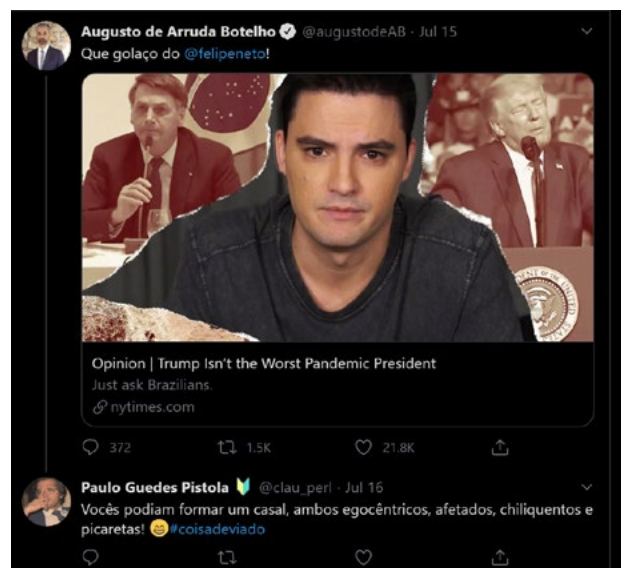 Augusto de Arruda Botelho @augustodeAB · Jul 15
Que golaço do @felipeneto!
Opinion | Trump Isn't the Worst Pandemic President
Just ask Brazilians.
nytimes.com
372 1.5K 21.8K
Paulo Guedes Pistola @clau_perl · Jul 16
Vocês podiam formar um casal, ambos egocêntricos, afetados, chiliquentos e
picaretas! 😄#coisadeviado